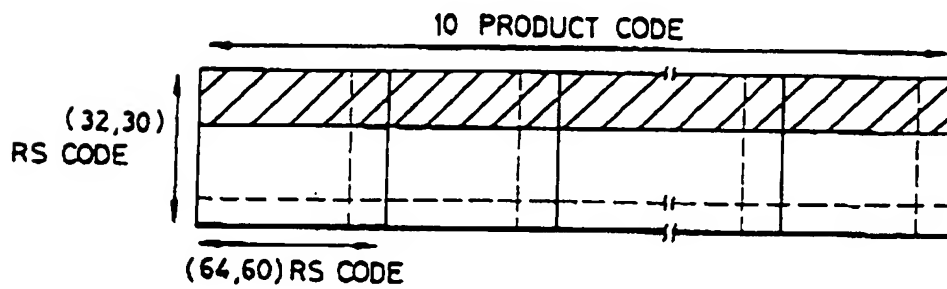 10 PRODUCT CODE
(32,30)
RS CODE
(64,60) RS CODE